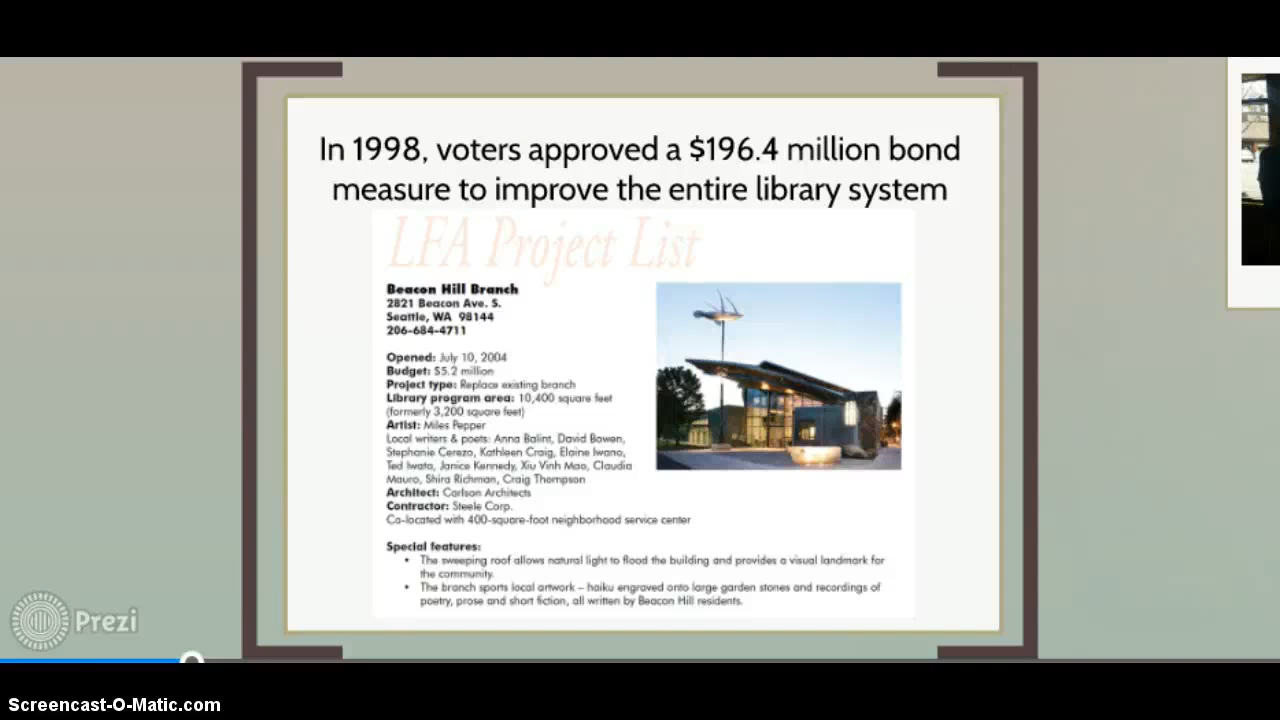 In 1998, voters approved a $196.4 million bond
measure to improve the entire library system
LFA Project List
Beacon Hill Branch
2821 Beacon Ave. S.
Seattle, WA 98144
206-684-4711
Opened: July 10, 2004
Budget: $5.2 million
Project type: Replace existing branch
Library program area: 10,400 square feet
(formerly 3,200 square feet)
Artist: Miles Pepper
Local writers & poets: Anna Balint, David Bowen,
Stephanie Cerezo, Kathleen Craig, Elaine Iwano,
Ted Iwata, Janice Kennedy, Xiu Vinh Mao, Claudia
Mauro, Shira Richman, Craig Thompson
Architect: Carlson Architects
Contractor: Steele Corp.
Co-located with 400-square-foot neighborhood service center
Special features:
• The sweeping roof allows natural light to flood the building and provides a visual landmark for
the community.
• The branch sports local artwork – haiku engraved onto large garden stones and recordings of
poetry, prose and short fiction, all written by Beacon Hill residents.
Prezi
Screencast-O-Matic.com